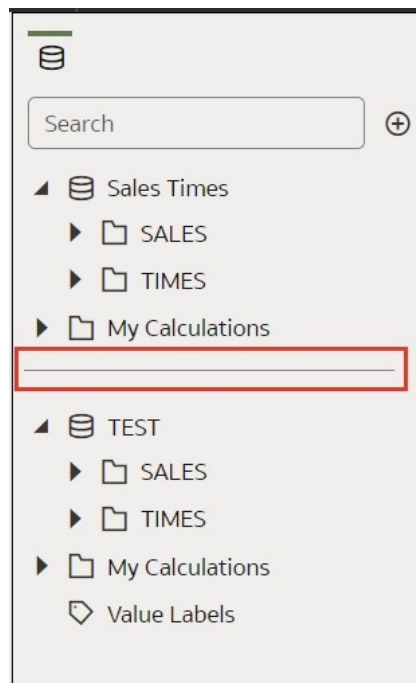 Search
Sales Times
SALES
TIMES
My Calculations
TEST
SALES
TIMES
My Calculations
Value Labels